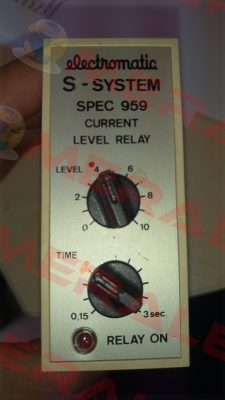 electromatic
S-SYSTEM
SPEC 959
CURRENT
LEVEL RELAY
LEVEL 4 6
2 8
0 10
TIME
0,15 3 sec.
RELAY ON